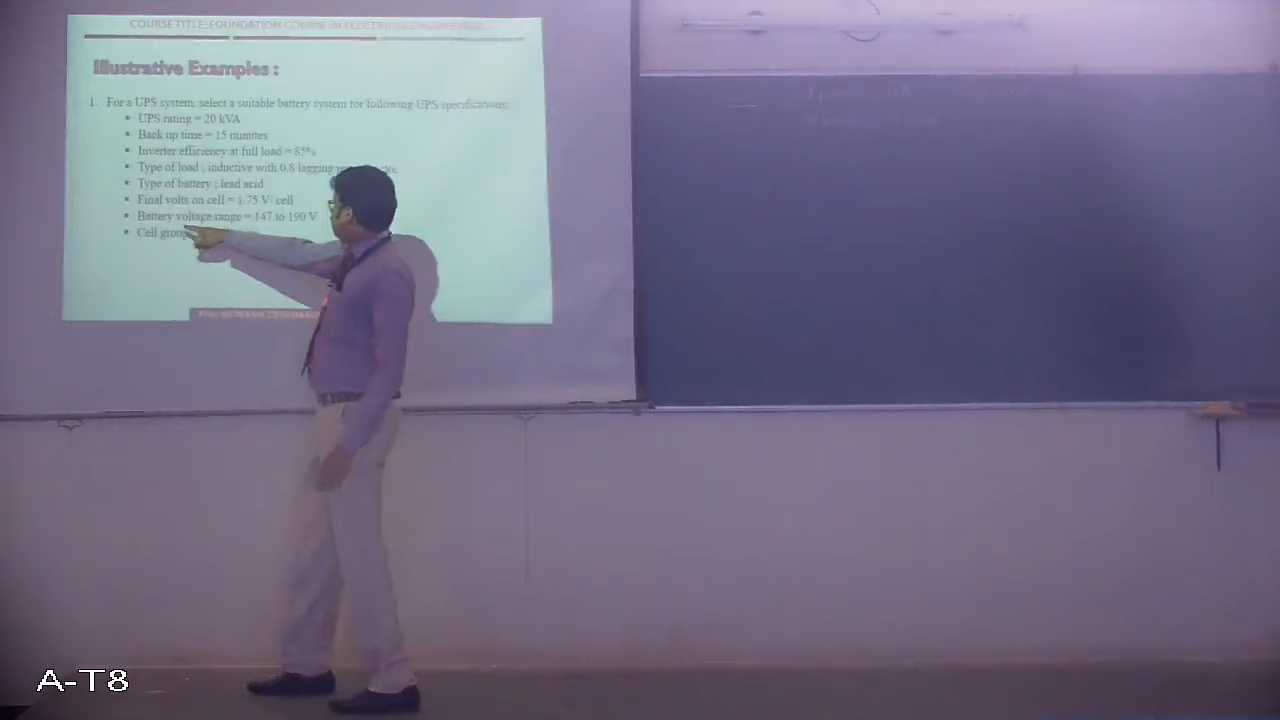 COURSE TITLE: FOUNDATION COURSE IN ELECTRICAL ENGINEERING
Illustrative Examples :
1. For a UPS system, select a suitable battery system for following UPS specifications:
▪ UPS rating = 20 kVA
▪ Back up time = 15 minutes
▪ Inverter efficiency at full load = 85%
▪ Type of load ; inductive with 0.8 lagging
▪ Type of battery ; lead acid
▪ Final volts on cell = 1.75 V/ cell
▪ Battery voltage range = 147 to 190 V
▪ Cell group
A-T8